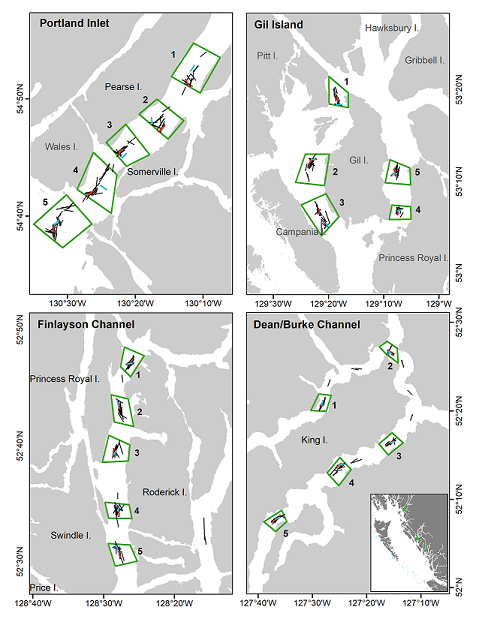 Portland Inlet
1
Pearse I.
2
3
Wales I.
4
Somerville I.
5
54°50'N
54°40'N
130°30'W
130°20'W
130°10'W
Gil Island
Hawksbury I.
Pitt I.
Gribbell I.
1
Gil I.
2
5
3
4
Campania I.
Princess Royal I.
53°20'N
53°10'N
53°N
129°30'W
129°20'W
129°10'W
129°W
Finlayson Channel
1
Princess Royal I.
2
3
Roderick I.
4
Swindle I.
5
Price I.
52°50'N
52°40'N
52°30'N
128°40'W
128°30'W
128°20'W
Dean/Burke Channel
2
1
King I.
3
4
5
52°30'N
52°20'N
52°10'N
52°N
127°40'W
127°30'W
127°20'W
127°10'W